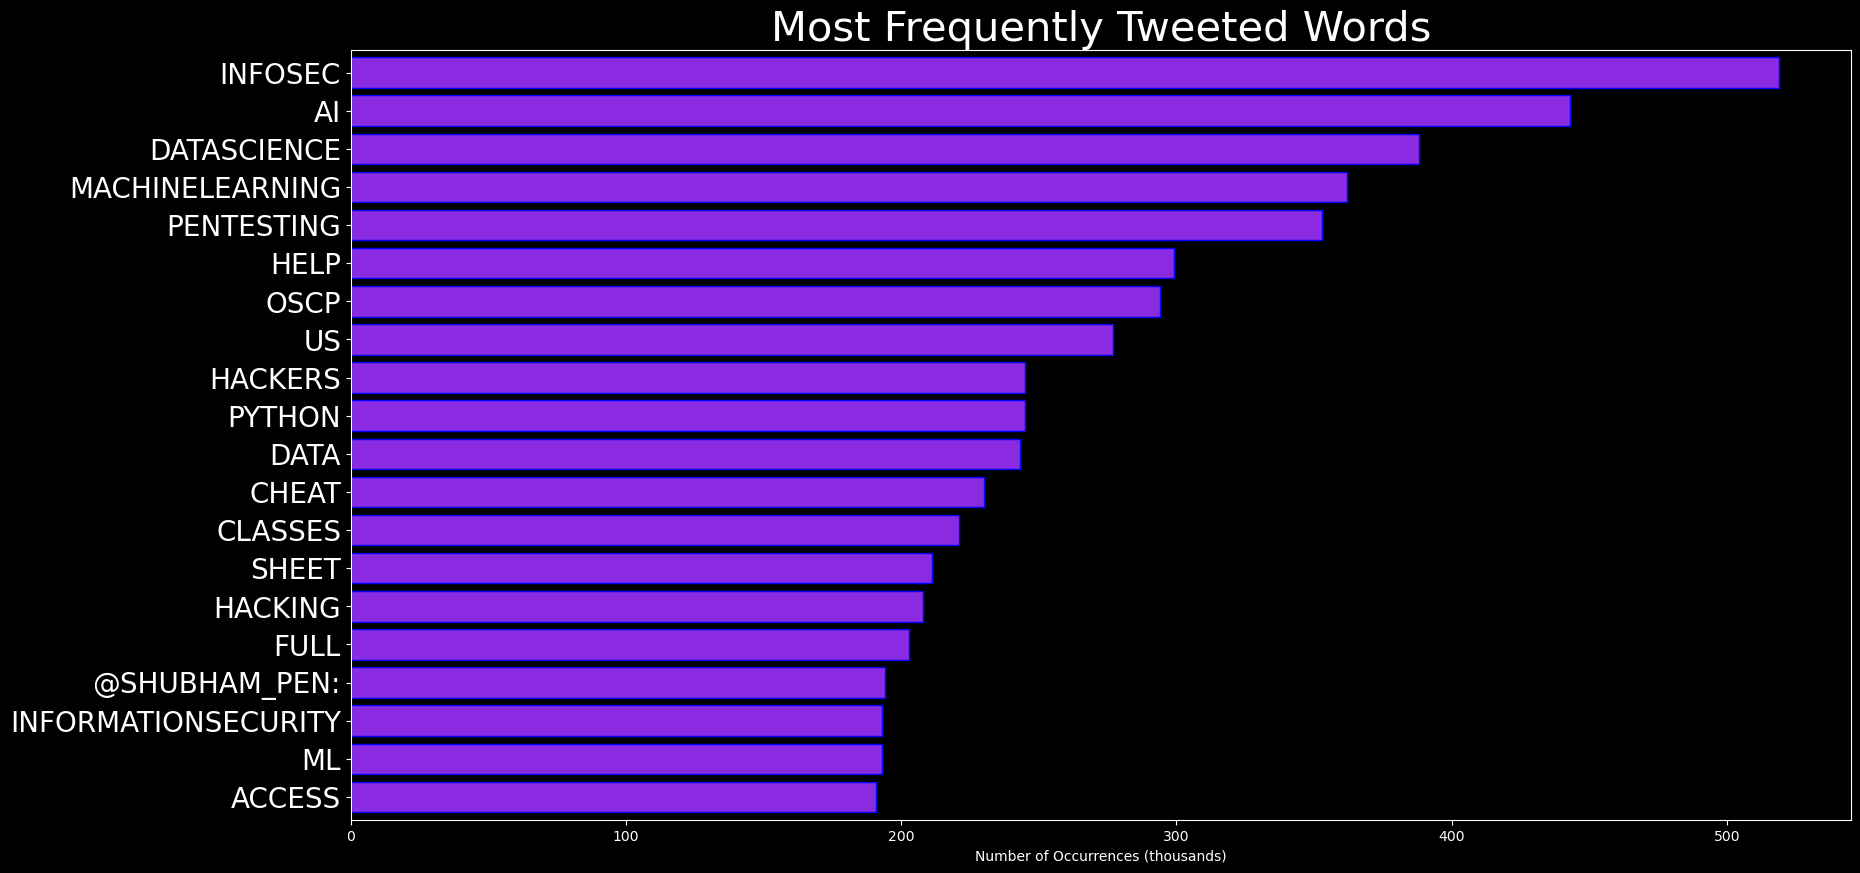 Most Frequently Tweeted Words
INFOSEC
AI
DATASCIENCE
MACHINELEARNING
PENTESTING
HELP
OSCP
US
HACKERS
PYTHON
DATA
CHEAT
CLASSES
SHEET
HACKING
FULL
@SHUBHAM_PEN:
INFORMATIONSECURITY
ML
ACCESS
0 100 200 300 400 500
Number of Occurrences (thousands)